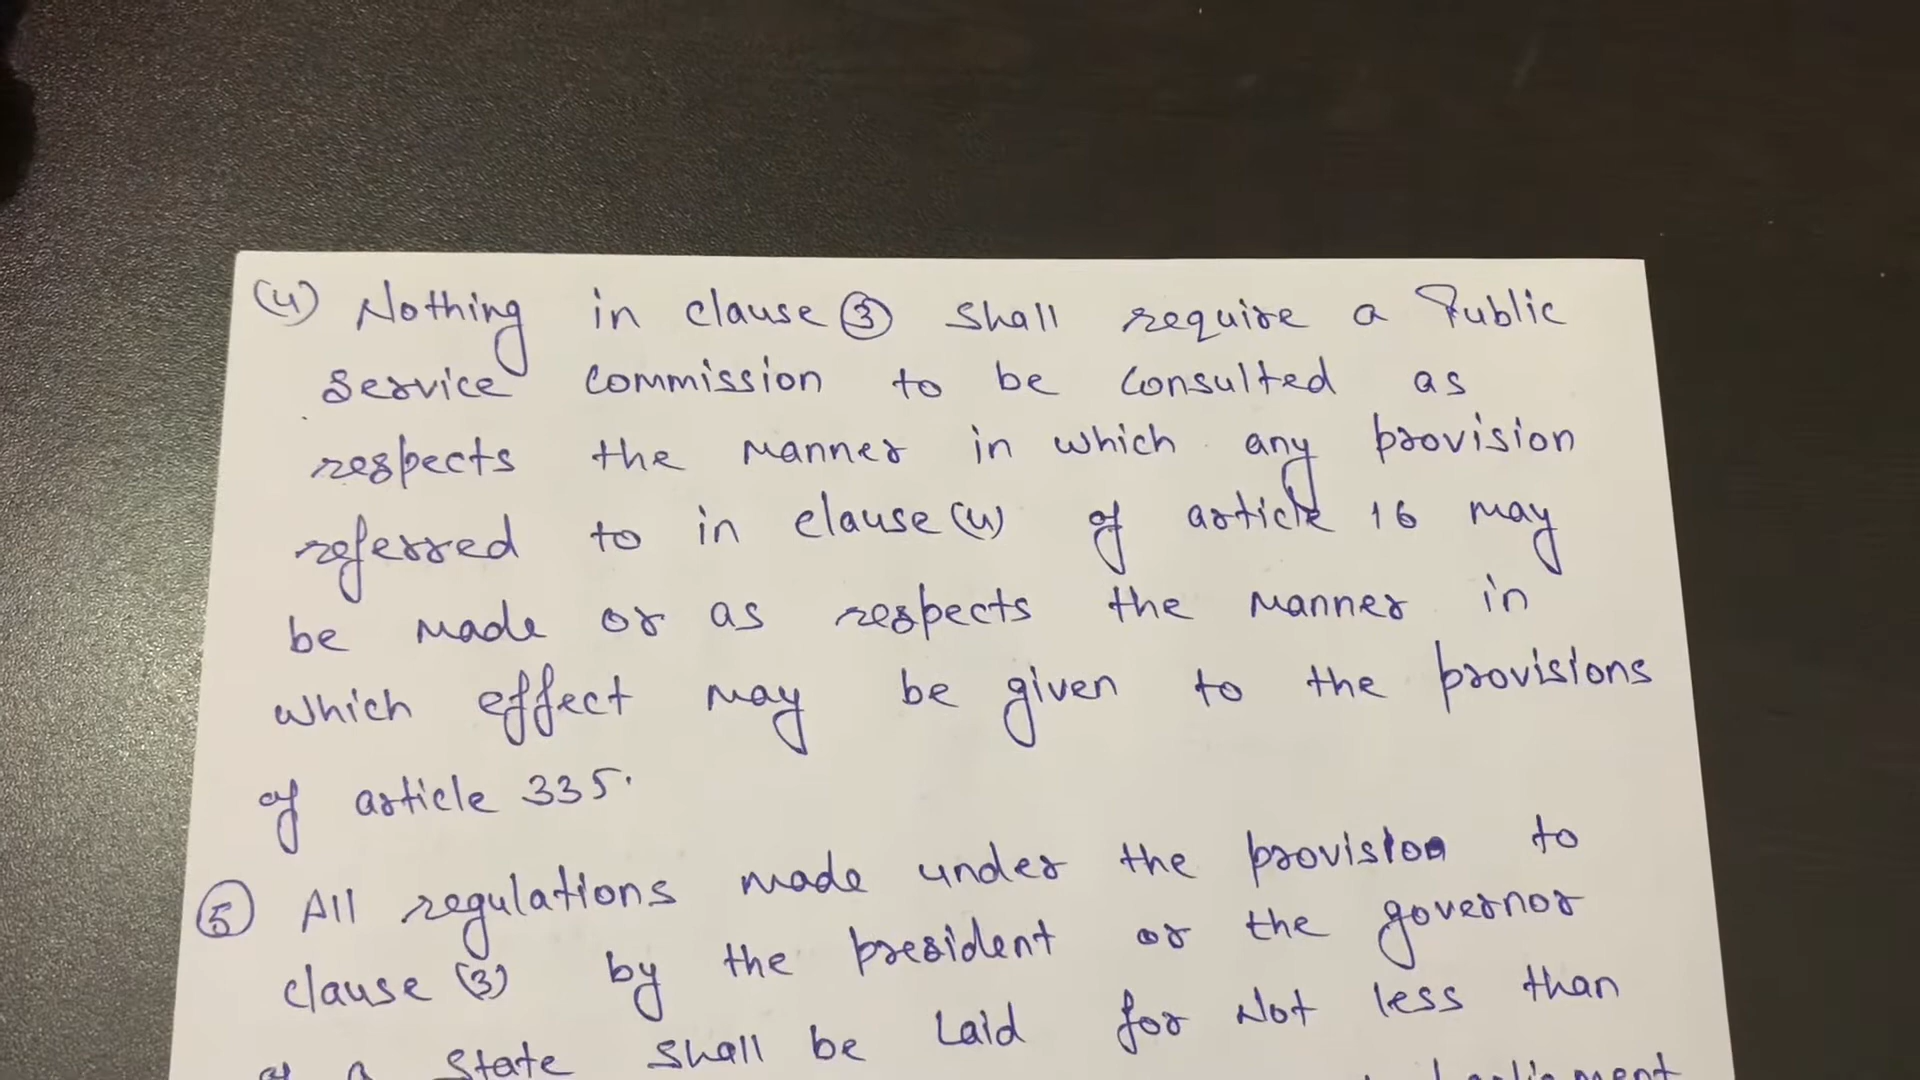 (4) Nothing in clause ③ shall require a Public
Service Commission to be consulted as
respects the manner in which any provision
referred to in clause (4) of article 16 may
be made or as respects the manner in
which effect may be given to the provisions
of article 335.
⑤ All regulations made under the provision to
clause (3) by the president or the governor
of a state shall be Laid for Not less than